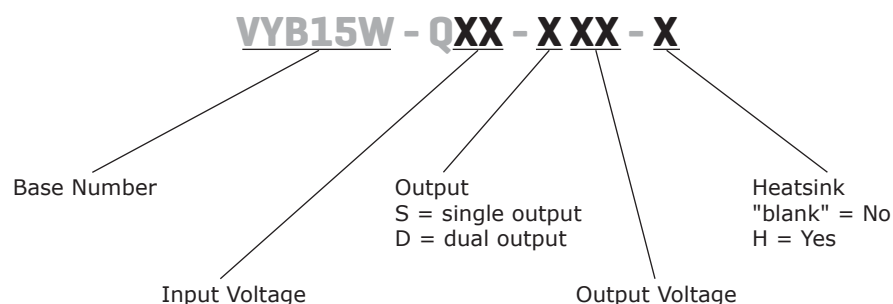 VYB15W - QXX - X XX - X
Base Number
Output
S = single output
D = dual output
Heatsink
"blank" = No
H = Yes
Input Voltage
Output Voltage